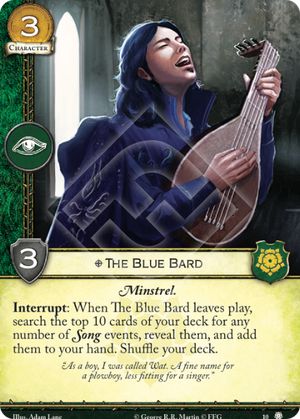 3
CHARACTER
3
THE BLUE BARD
Minstrel.
Interrupt: When The Blue Bard leaves play,
search the top 10 cards of your deck for any
number of Song events, reveal them, and add
them to your hand. Shuffle your deck.
"As a boy, I was called Wat. A fine name for
a plowboy, less fitting for a singer."
Illus. Adam Lane
© George R.R. Martin © FFG